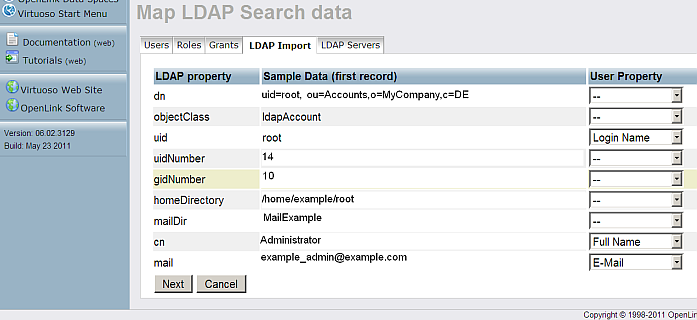 OpenLink Data Spaces
Virtuoso Start Menu
Documentation (web)
Tutorials (web)
Virtuoso Web Site
OpenLink Software
Version: 06.02.3129
Build: May 23 2011
Map LDAP Search data
Users Roles Grants LDAP Import LDAP Servers
LDAP property Sample Data (first record) User Property
dn uid=root, ou=Accounts,o=MyCompany,c=DE --
objectClass ldapAccount --
uid root Login Name
uidNumber 14 --
gidNumber 10 --
homeDirectory /home/example/root --
mailDir MailExample --
cn Administrator Full Name
mail example_admin@example.com E-Mail
Next Cancel
Copyright © 1998-2011 OpenLin